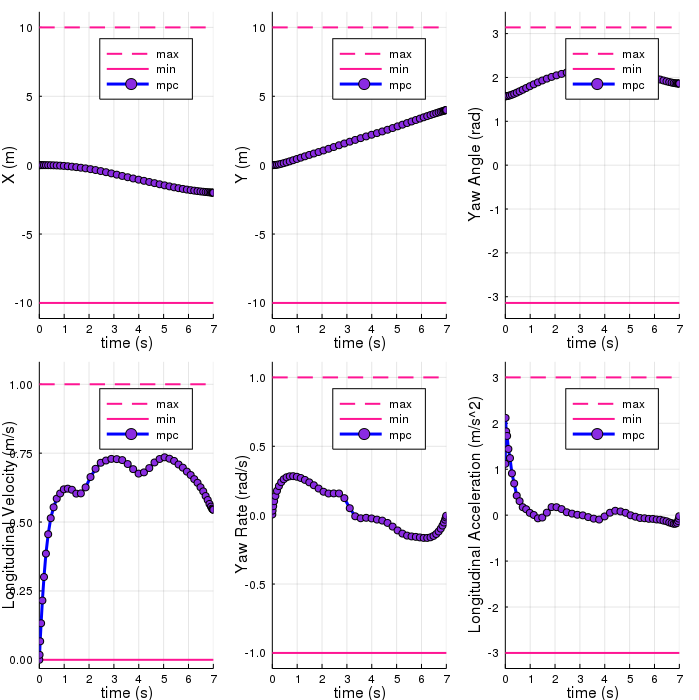 X (m)
10
5
0
-5
-10
max
min
mpc
0 1 2 3 4 5 6 7
time (s)
Y (m)
10
5
0
-5
-10
max
min
mpc
0 1 2 3 4 5 6 7
time (s)
Yaw Angle (rad)
3
2
1
0
-1
-2
-3
max
min
mpc
0 1 2 3 4 5 6 7
time (s)
Longitudinal Velocity (m/s)
1.00
0.75
0.50
0.25
0.00
max
min
mpc
0 1 2 3 4 5 6 7
time (s)
Yaw Rate (rad/s)
1.0
0.5
0.0
-0.5
-1.0
max
min
mpc
0 1 2 3 4 5 6 7
time (s)
Longitudinal Acceleration (m/s^2)
3
2
1
0
-1
-2
-3
max
min
mpc
0 1 2 3 4 5 6 7
time (s)